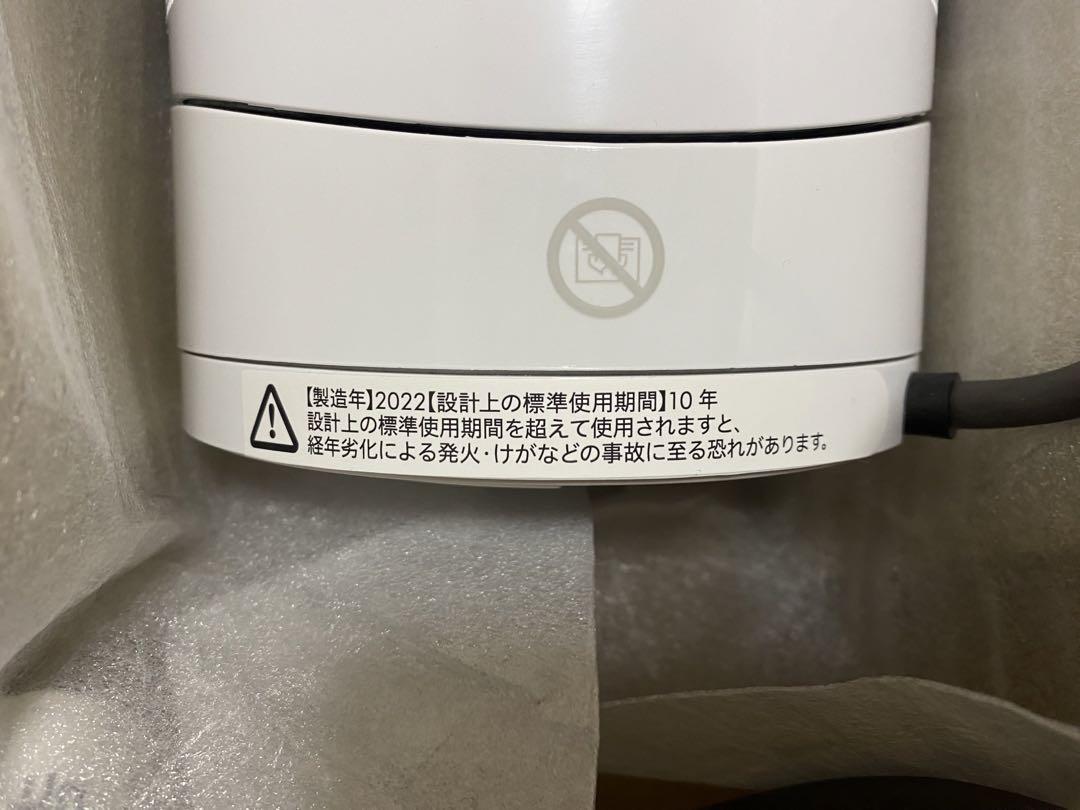 【製造年】2022【設計上の標準使用期間】10 年
設計上の標準使用期間を超えて使用されますと、
経年劣化による発火・けがなどの事故に至る恐れがあります。